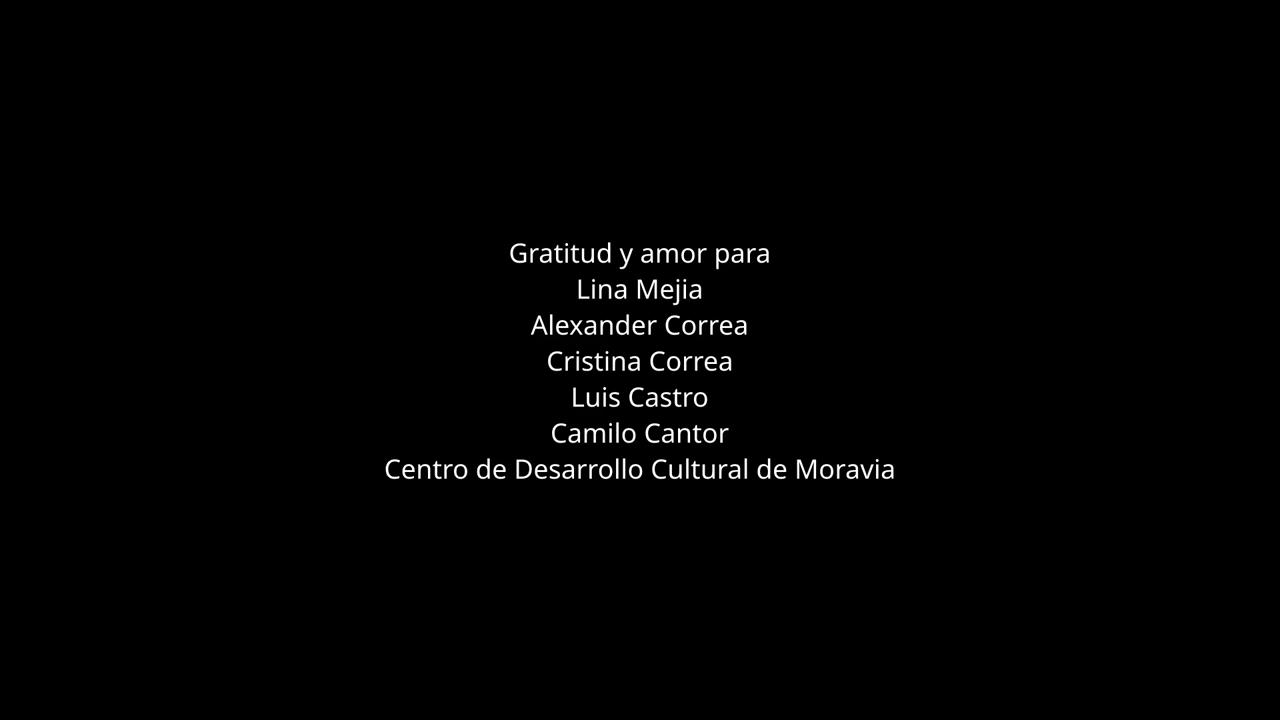 Gratitud y amor para
Lina Mejia
Alexander Correa
Cristina Correa
Luis Castro
Camilo Cantor
Centro de Desarrollo Cultural de Moravia